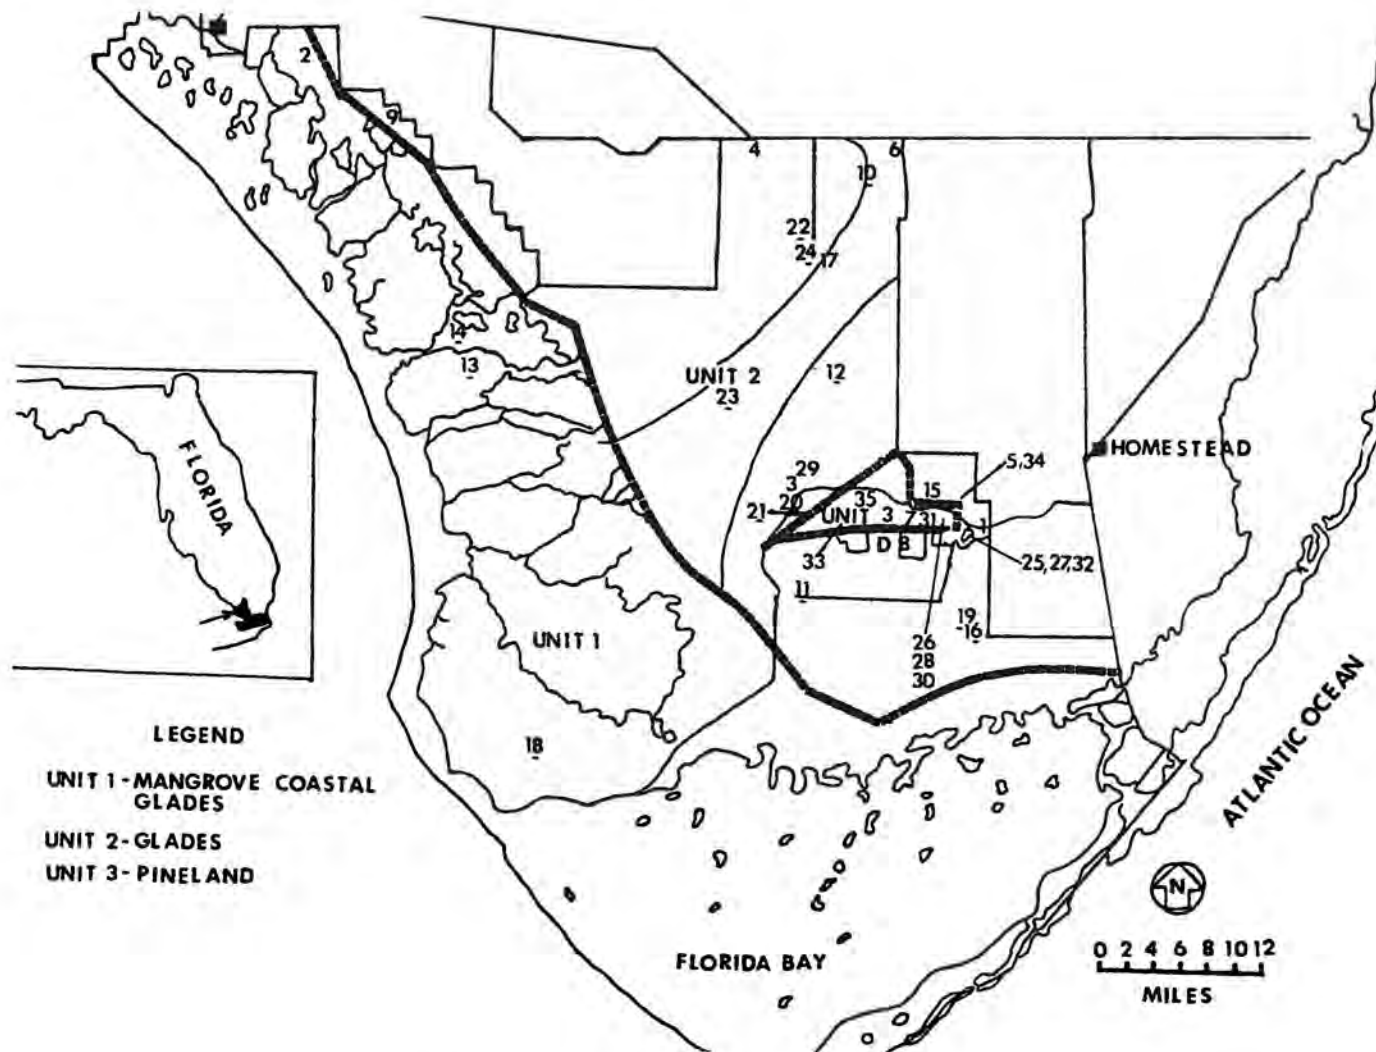 2
9
4
6
10
22
24 17
14
13
UNIT 2
23
12
FLORIDA
HOMESTEAD
29
3
5,34
20
35
15
21
UNIT 3
7,31
1
D B
33
25,27,32
11
19
16
26
28
30
UNIT 1
18
LEGEND
UNIT 1-MANGROVE COASTAL
GLADES
UNIT 2-GLADES
UNIT 3-PINELAND
ATLANTIC OCEAN
N
FLORIDA BAY
0 2 4 6 8 10 12
MILES